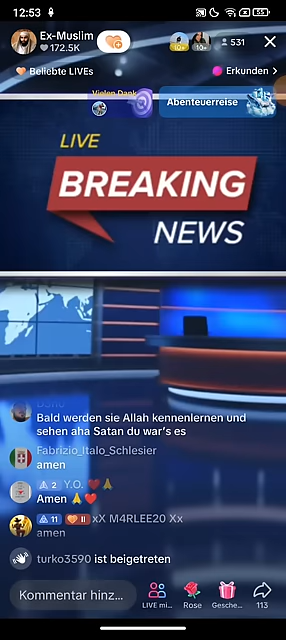 12:53
55
Ex-Muslim
172.5K
10+
10+
531
Beliebte LIVEs
Erkunden
Vielen Dank
Abenteuerreise
LIVE
BREAKING
NEWS
Bald werden sie Allah kennenlernen und
sehen aha Satan du war's es
Fabrizio_Italo_Schlesier
amen
2 Y.O. ❤️🙏
Amen 🙏❤️
11 II xX M4RLEE20 Xx
amen
turko3590 ist beigetreten
Kommentar hinz...
LIVE mi...
Rose
Gesche...
113